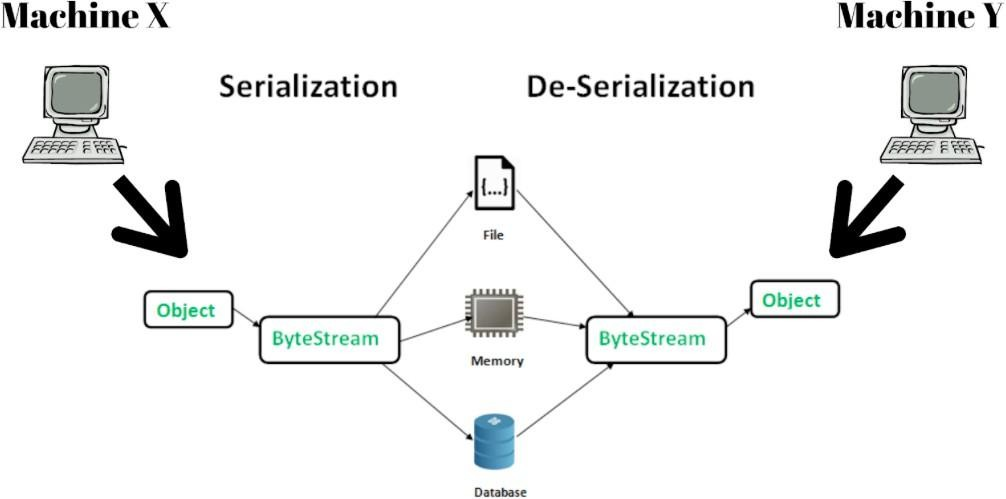 Machine X
Machine Y
Serialization
De-Serialization
{...}
File
Object
Object
ByteStream
ByteStream
Memory
Database